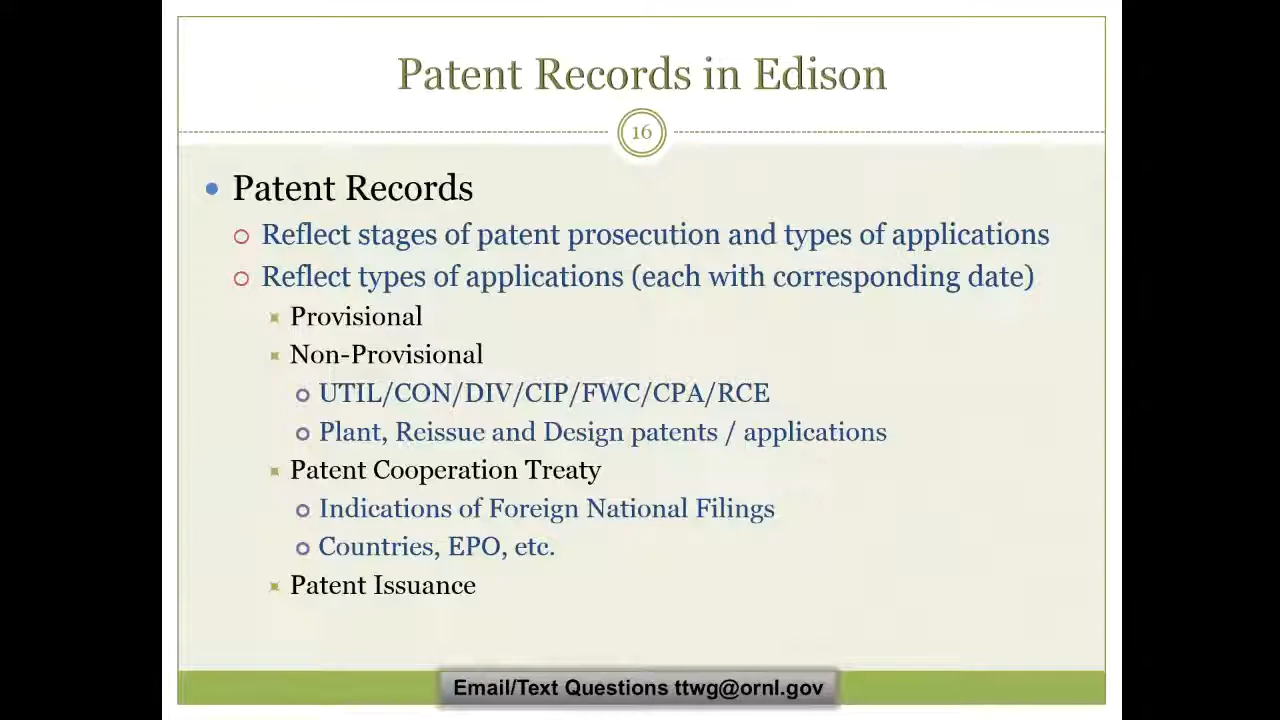 Patent Records in Edison
16
Patent Records
Reflect stages of patent prosecution and types of applications
Reflect types of applications (each with corresponding date)
Provisional
Non-Provisional
UTIL/CON/DIV/CIP/FWC/CPA/RCE
Plant, Reissue and Design patents / applications
Patent Cooperation Treaty
Indications of Foreign National Filings
Countries, EPO, etc.
Patent Issuance
Email/Text Questions ttwg@ornl.gov